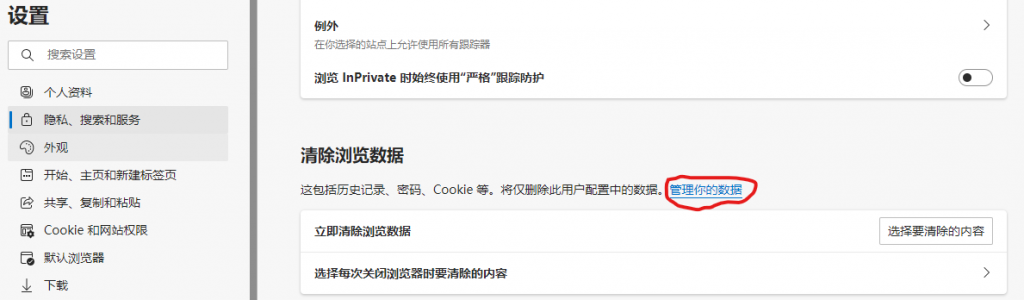 设置
搜索设置
个人资料
隐私、搜索和服务
外观
开始、主页和新建标签页
共享、复制和粘贴
Cookie 和网站权限
默认浏览器
下载
例外
在你选择的站点上允许使用所有跟踪器
浏览 InPrivate 时始终使用“严格”跟踪防护
清除浏览数据
这包括历史记录、密码、Cookie 等。将仅删除此用户配置中的数据。管理你的数据
立即清除浏览数据 选择要清除的内容
选择每次关闭浏览器时要清除的内容